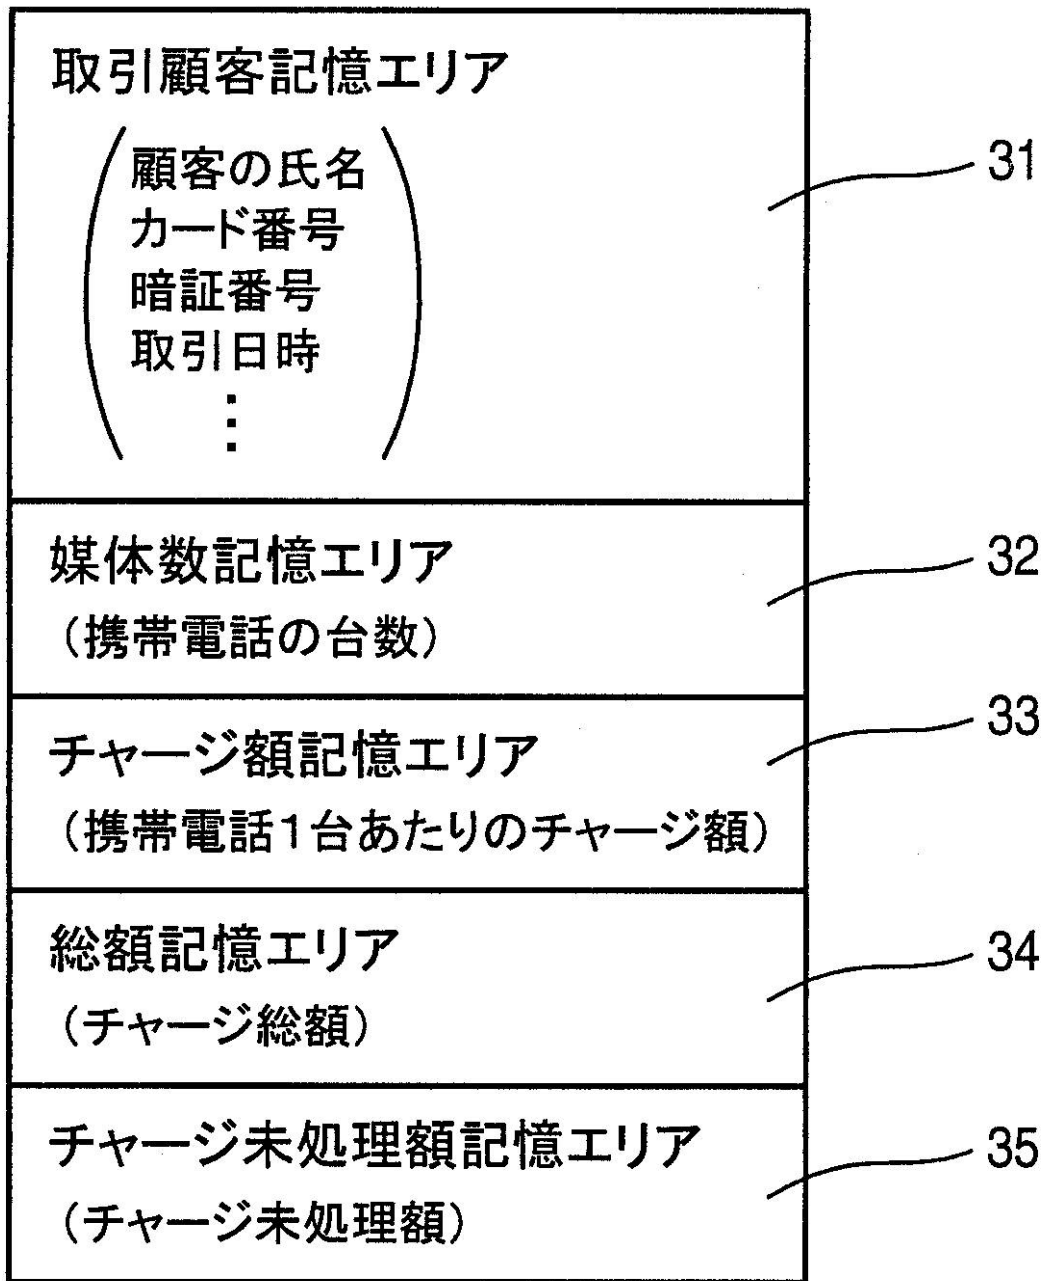 取引顧客記憶エリア
顧客の氏名
カード番号
暗証番号
取引日時
⋮
31
媒体数記憶エリア
(携帯電話の台数)
32
チャージ額記憶エリア
(携帯電話1台あたりのチャージ額)
33
総額記憶エリア
(チャージ総額)
34
チャージ未処理額記憶エリア
(チャージ未処理額)
35